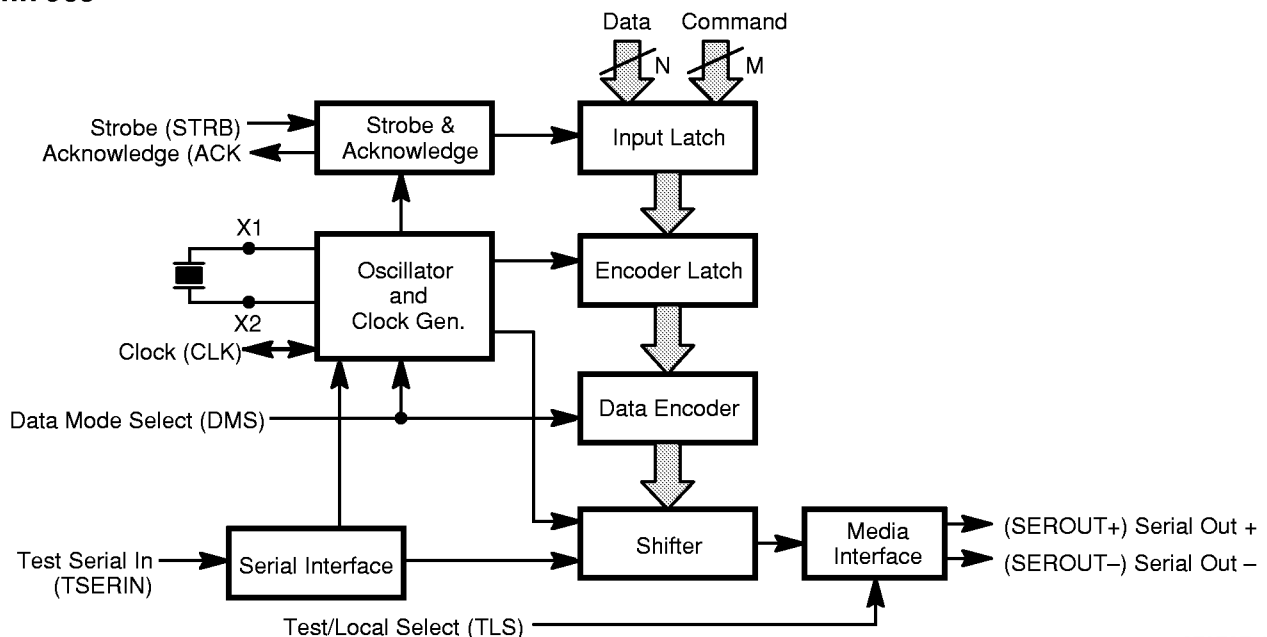 Data
Command
N
M
Strobe (STRB)
Acknowledge (ACK
Strobe &
Acknowledge
Input Latch
X1
X2
Clock (CLK)
Oscillator
and
Clock Gen.
Encoder Latch
Data Mode Select (DMS)
Data Encoder
Test Serial In
(TSERIN)
Serial Interface
Shifter
Media
Interface
(SEROUT+) Serial Out +
(SEROUT–) Serial Out –
Test/Local Select (TLS)